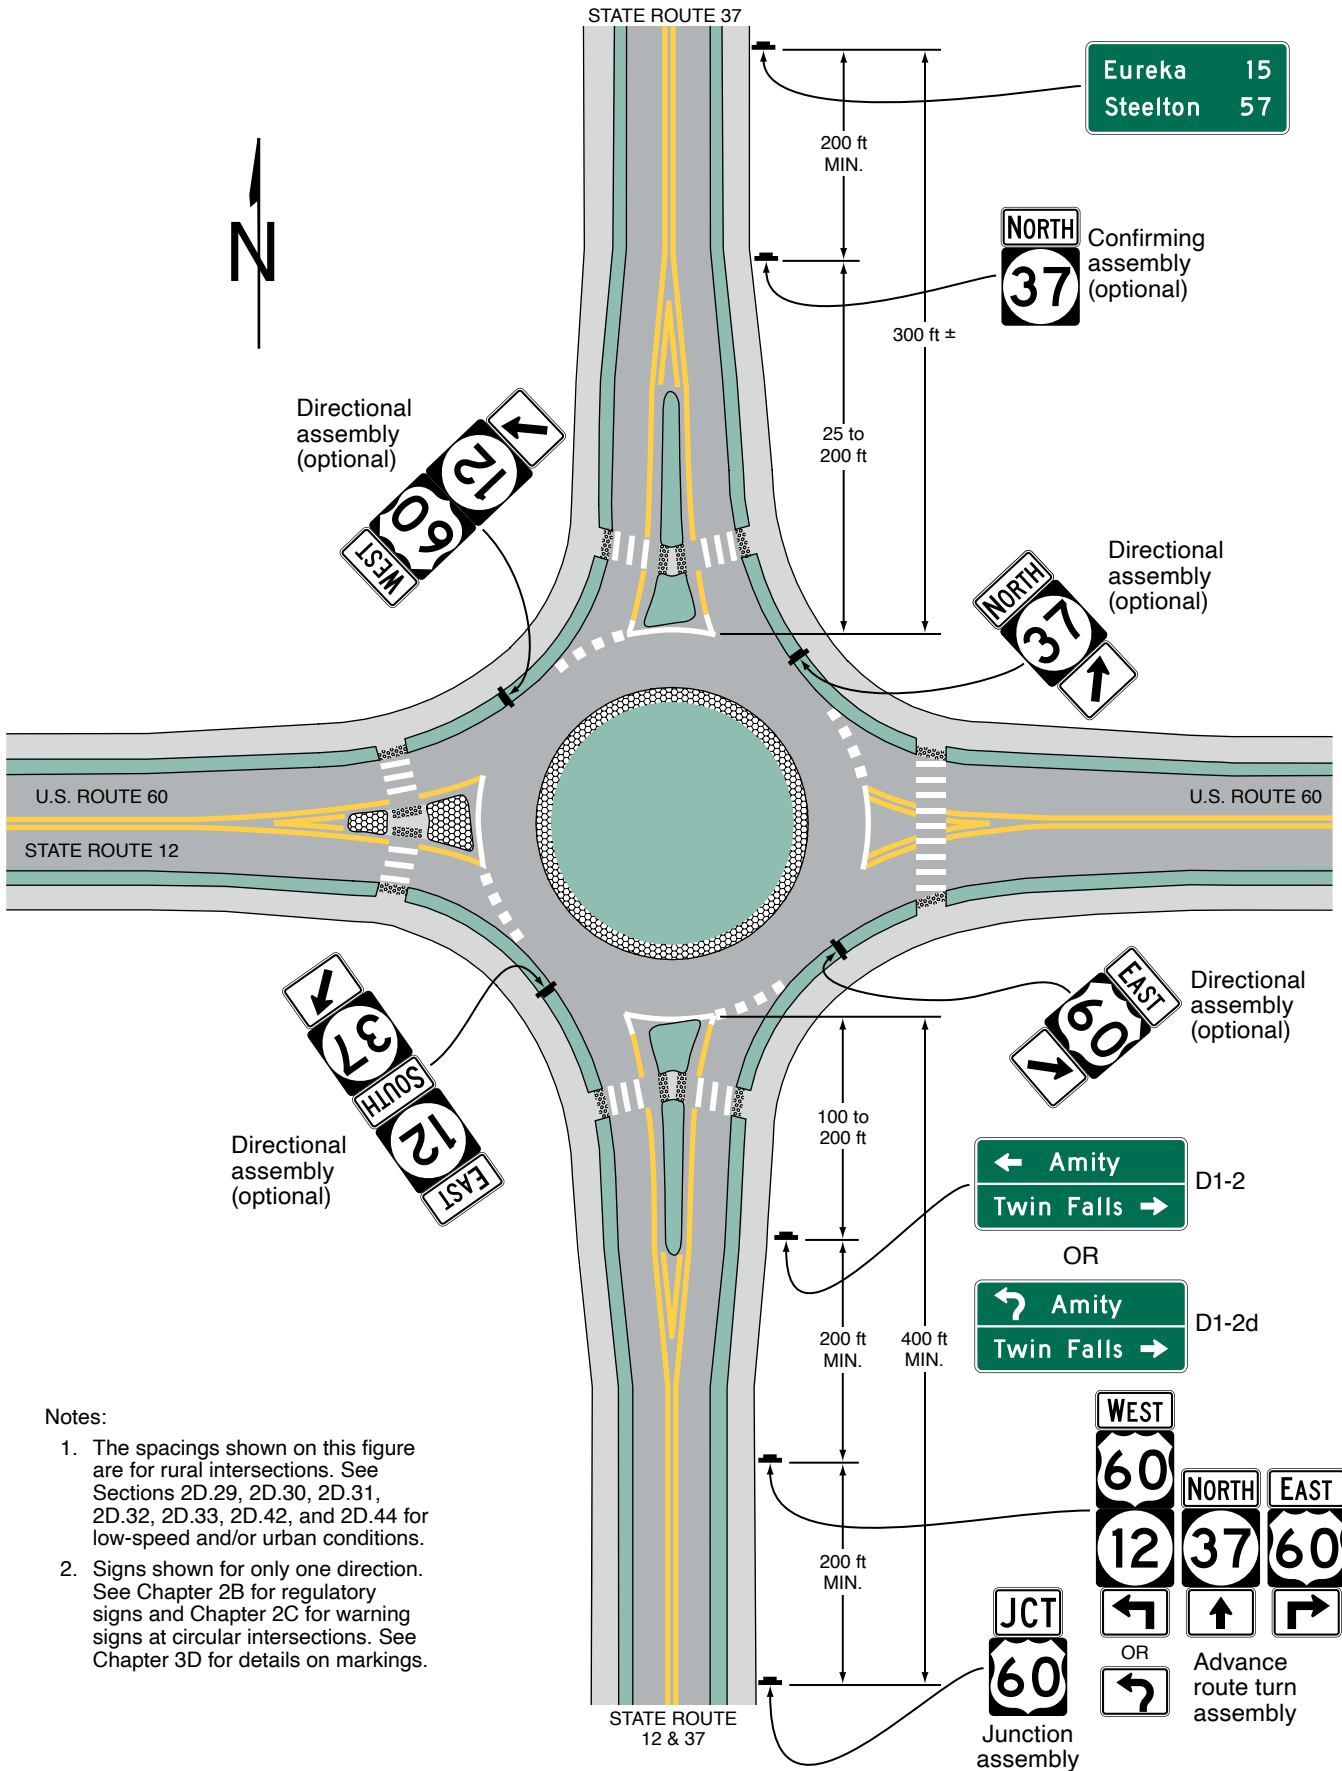 STATE ROUTE 37
Eureka 15
Steelton 57
200 ft
MIN.
N
NORTH
37
Confirming
assembly
(optional)
300 ft ±
Directional
assembly
(optional)
12
60
WEST
25 to
200 ft
Directional
assembly
(optional)
NORTH
37
U.S. ROUTE 60
STATE ROUTE 12
U.S. ROUTE 60
37
SOUTH
12
EAST
Directional
assembly
(optional)
EAST
60
Directional
assembly
(optional)
100 to
200 ft
Amity
Twin Falls
D1-2
OR
Amity
Twin Falls
D1-2d
200 ft
MIN.
400 ft
MIN.
200 ft
MIN.
WEST
60
12
NORTH
37
EAST
60
OR
Advance
route turn
assembly
JCT
60
Junction
assembly
STATE ROUTE
12 & 37
Notes:
1. The spacings shown on this figure
are for rural intersections. See
Sections 2D.29, 2D.30, 2D.31,
2D.32, 2D.33, 2D.42, and 2D.44 for
low-speed and/or urban conditions.
2. Signs shown for only one direction.
See Chapter 2B for regulatory
signs and Chapter 2C for warning
signs at circular intersections. See
Chapter 3D for details on markings.